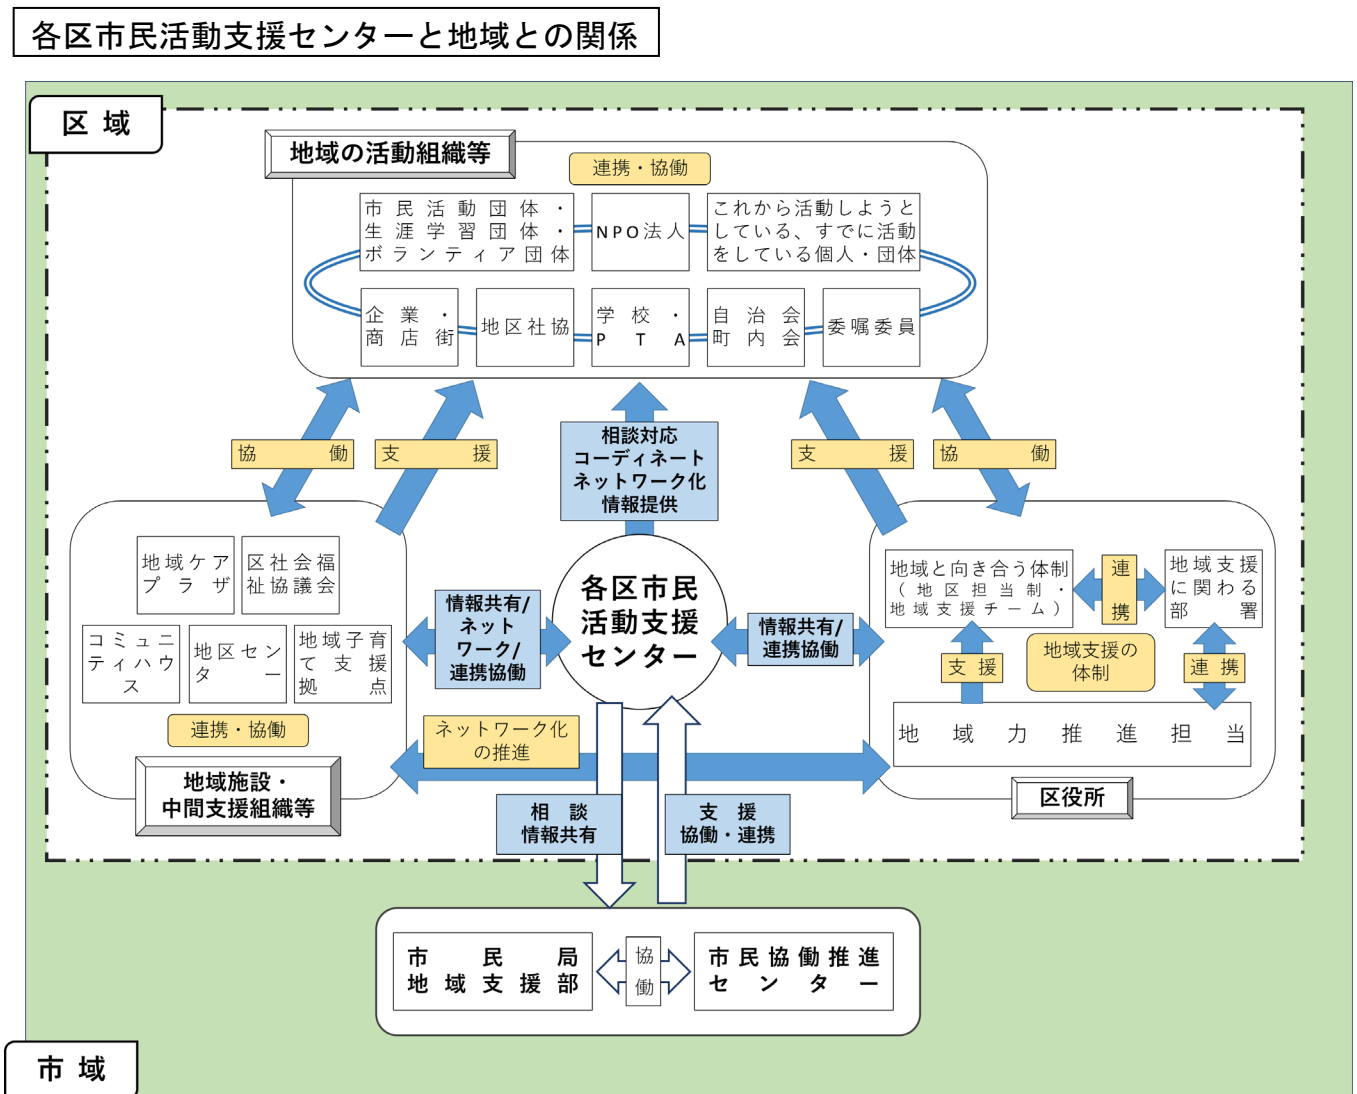 各区市民活動支援センターと地域との関係
区域
地域の活動組織等
連携・協働
市民活動団体・
生涯学習団体・
ボランティア団体
NPO法人
これから活動しようと
している、すでに活動
をしている個人・団体
企業・
商店街
地区社協
学校・
PTA
自治会
町内会
委嘱委員
協働
支援
相談対応
コーディネート
ネットワーク化
情報提供
支援
協働
地域ケア
プラザ
区社会福
祉協議会
コミュニ
ティハウ
ス
地区セン
ター
地域子育
て支援
拠点
連携・協働
地域施設・
中間支援組織等
情報共有/
ネット
ワーク/
連携協働
各区市民
活動支援
センター
情報共有/
連携協働
地域と向き合う体制
（地区担当制・
地域支援チーム）
連
携
地域支援
に関わる
部署
支援
地域支援の
体制
連携
地域力推進担当
区役所
ネットワーク化
の推進
相談
情報共有
支援
協働・連携
市民局
地域支援部
協
働
市民協働推進
センター
市域